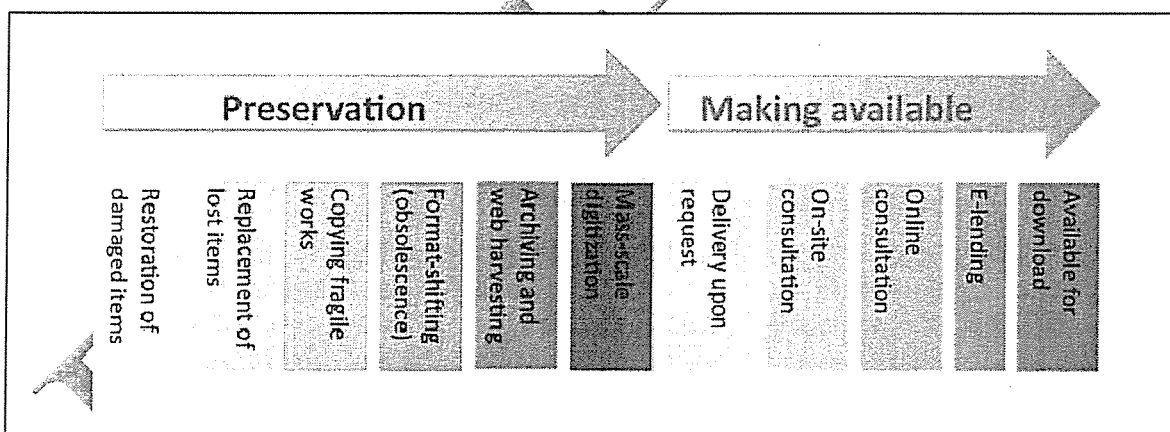 Preservation
Making available
Restoration of
damaged items
Replacement of
lost items
Copying fragile
works
Format-shifting
(obsolescence)
Archiving and
web harvesting
Mass-scale
digitization
Delivery upon
request
On-site
consultation
Online
consultation
E-lending
Available for
download